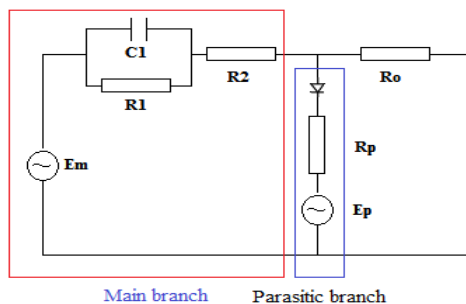 C1
R1
R2
Ro
Em
Rp
Ep
Main branch
Parasitic branch